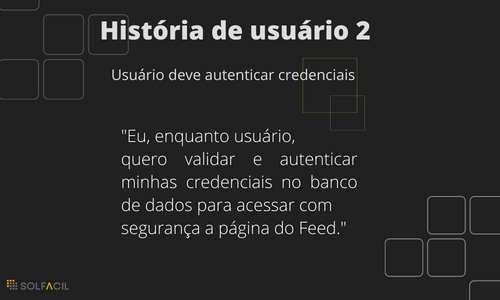 História de usuário 2
Usuário deve autenticar credenciais
"Eu, enquanto usuário,
quero validar e autenticar
minhas credenciais no banco
de dados para acessar com
segurança a página do Feed."
SOLFÁCIL